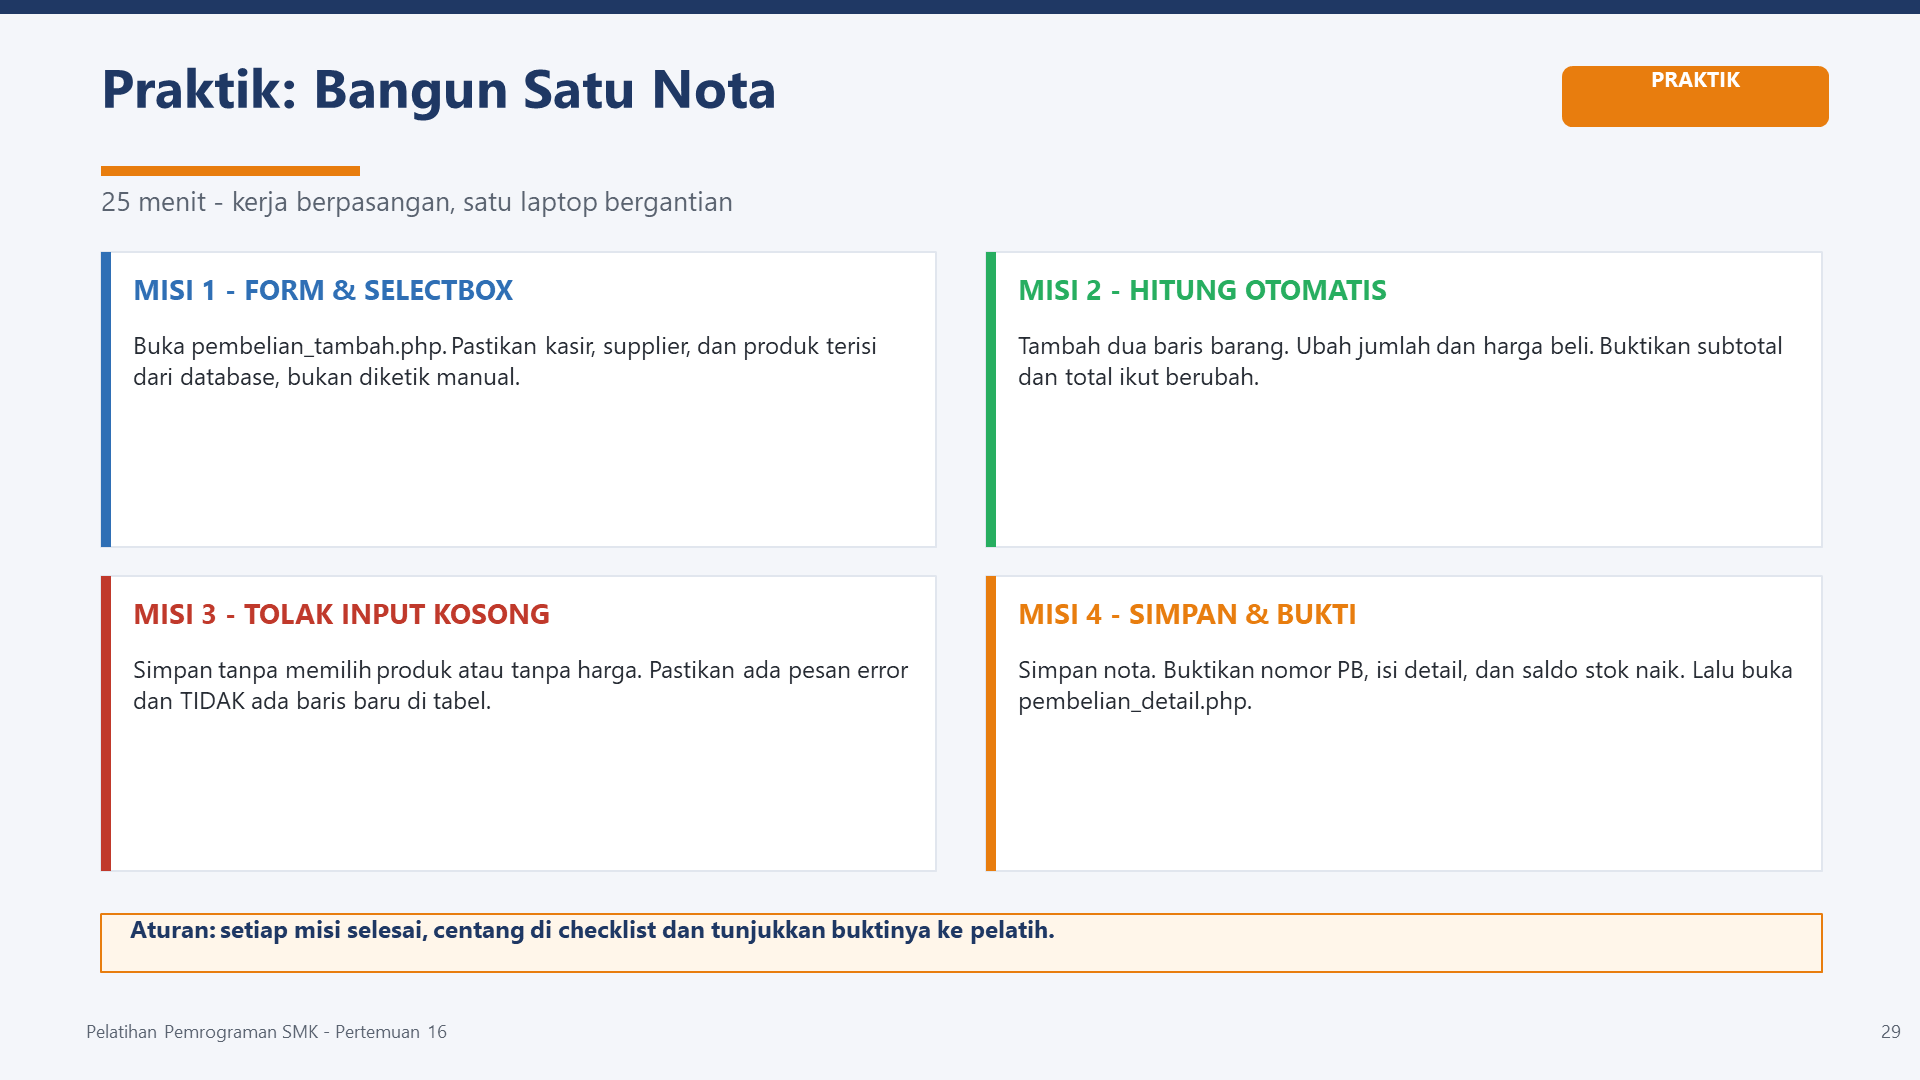 Praktik: Bangun Satu Nota
PRAKTIK
25 menit - kerja berpasangan, satu laptop bergantian
MISI 1 - FORM & SELECTBOX
Buka pembelian_tambah.php. Pastikan kasir, supplier, dan produk terisi
dari database, bukan diketik manual.
MISI 2 - HITUNG OTOMATIS
Tambah dua baris barang. Ubah jumlah dan harga beli. Buktikan subtotal
dan total ikut berubah.
MISI 3 - TOLAK INPUT KOSONG
Simpan tanpa memilih produk atau tanpa harga. Pastikan ada pesan error
dan TIDAK ada baris baru di tabel.
MISI 4 - SIMPAN & BUKTI
Simpan nota. Buktikan nomor PB, isi detail, dan saldo stok naik. Lalu buka
pembelian_detail.php.
Aturan: setiap misi selesai, centang di checklist dan tunjukkan buktinya ke pelatih.
Pelatihan Pemrograman SMK - Pertemuan 16
29